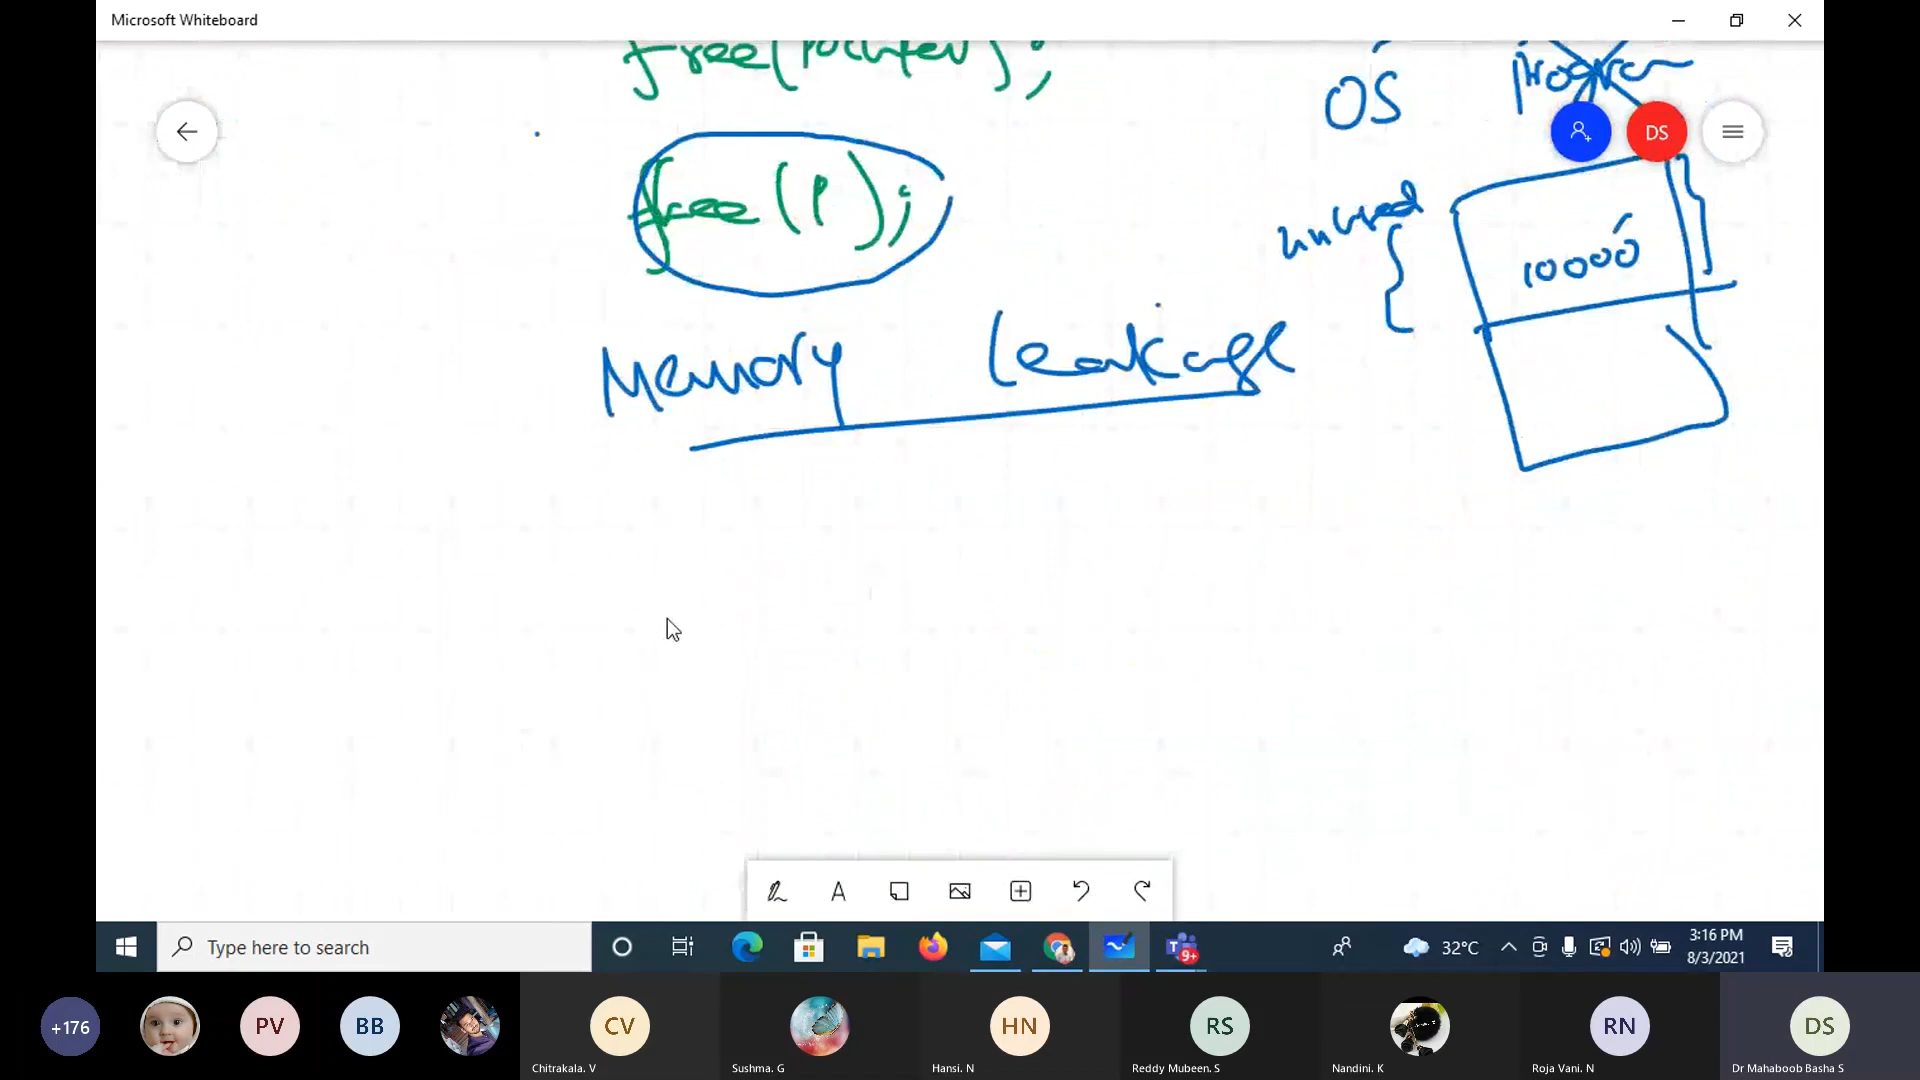 Microsoft Whiteboard
free(pointer);
OS
program
DS
free(P);
unused
10000
Memory leakage
Type here to search
9+
32°C
3:16 PM
8/3/2021
+176
PV
BB
CV
HN
RS
RN
DS
Chitrakala. V
Sushma. G
Hansi. N
Reddy Mubeen. S
Nandini. K
Roja Vani. N
Dr Mahaboob Basha S